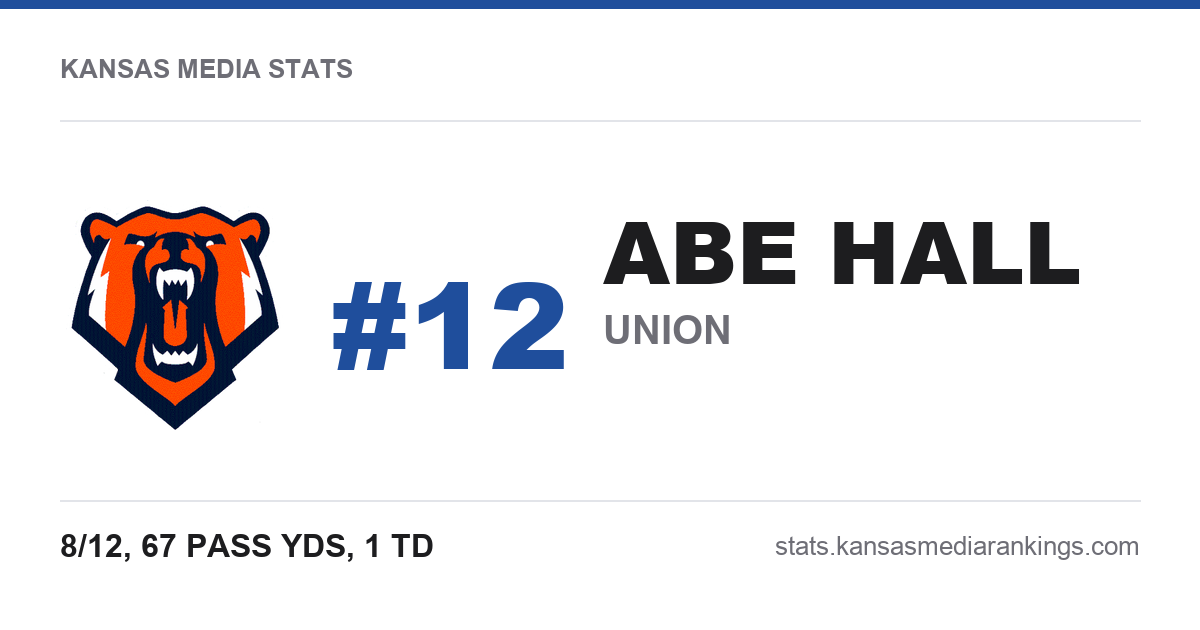 KANSAS MEDIA STATS
#12
ABE HALL
UNION
8/12, 67 PASS YDS, 1 TD
stats.kansasmediarankings.com